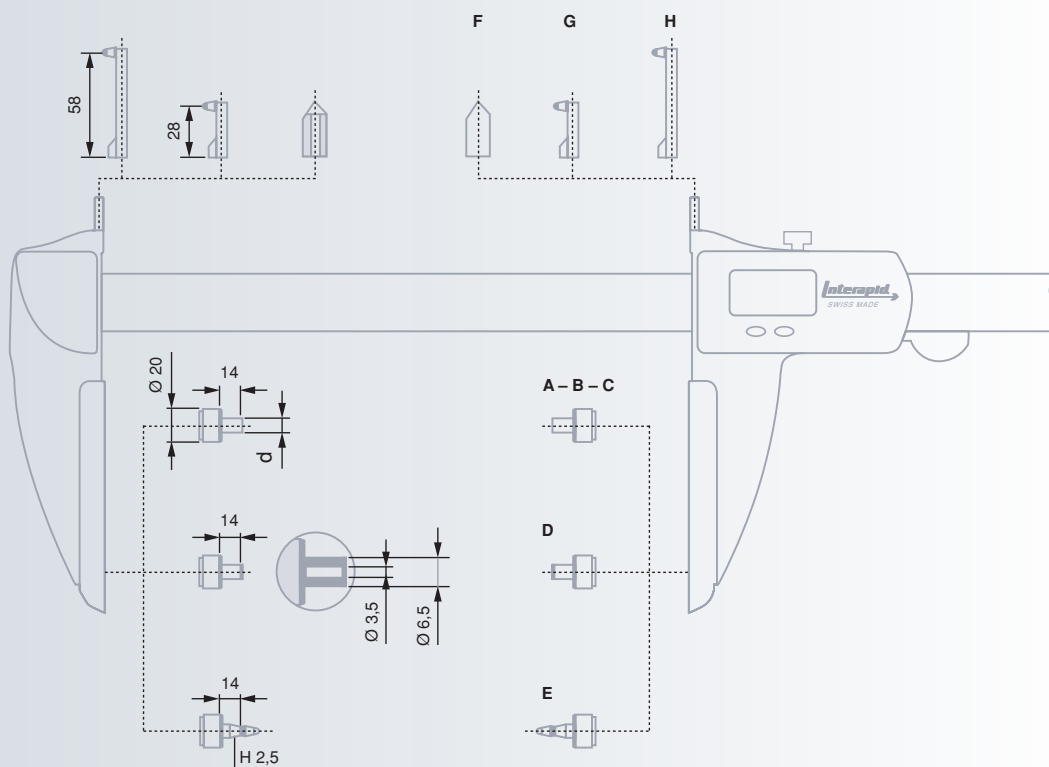 F G H
58
28
Interapid
SWISS MADE
Ø 20
14
d
A – B – C
14
Ø 3,5
Ø 6,5
D
14
H 2,5
E